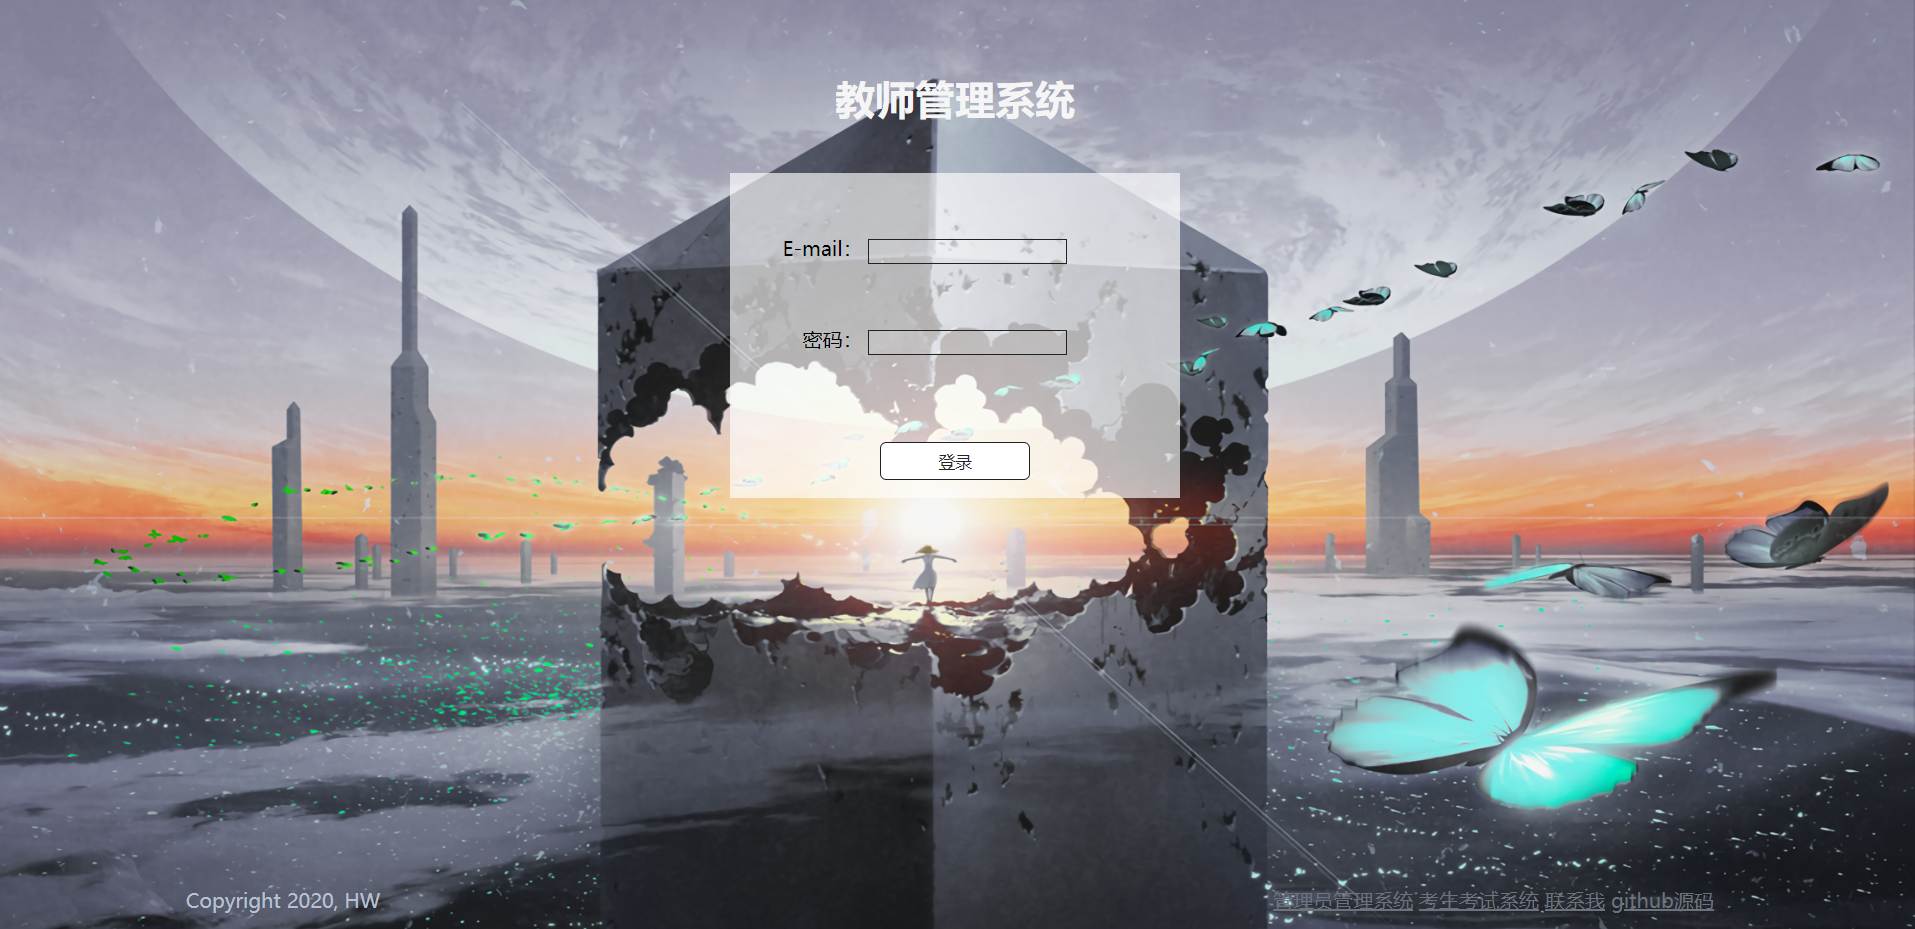 教师管理系统
E-mail：
密码：
登录
Copyright 2020, HW
管理员管理系统 考生考试系统 联系我 github源码